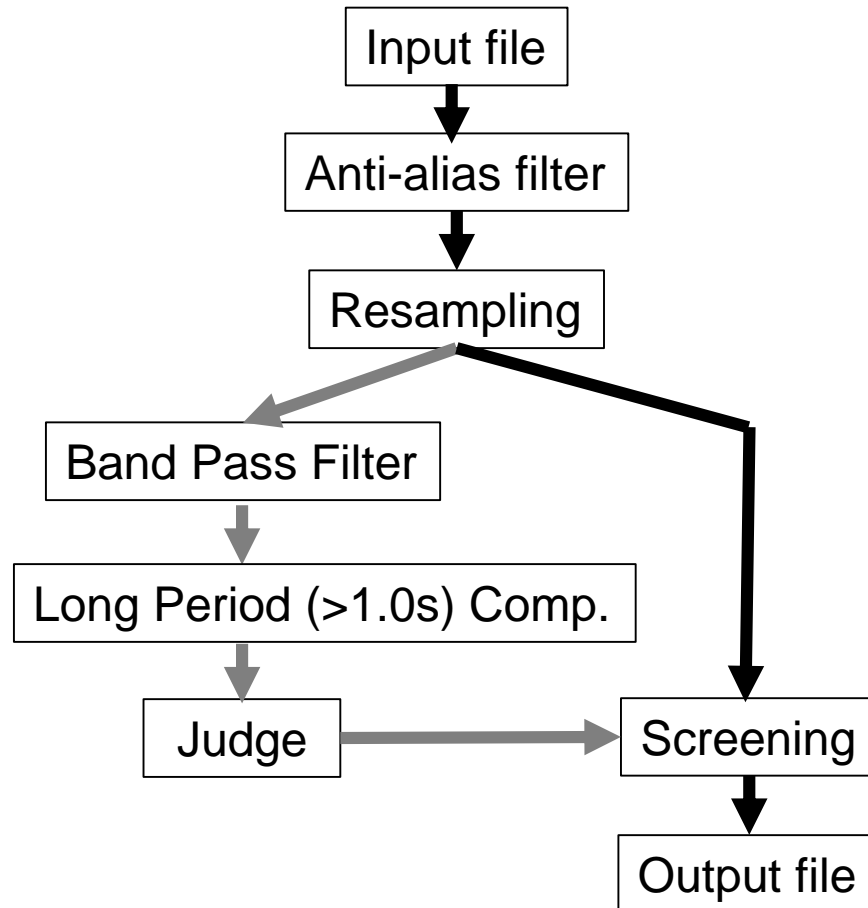 Input file
Anti-alias filter
Resampling
Band Pass Filter
Long Period (>1.0s) Comp.
Judge
Screening
Output file